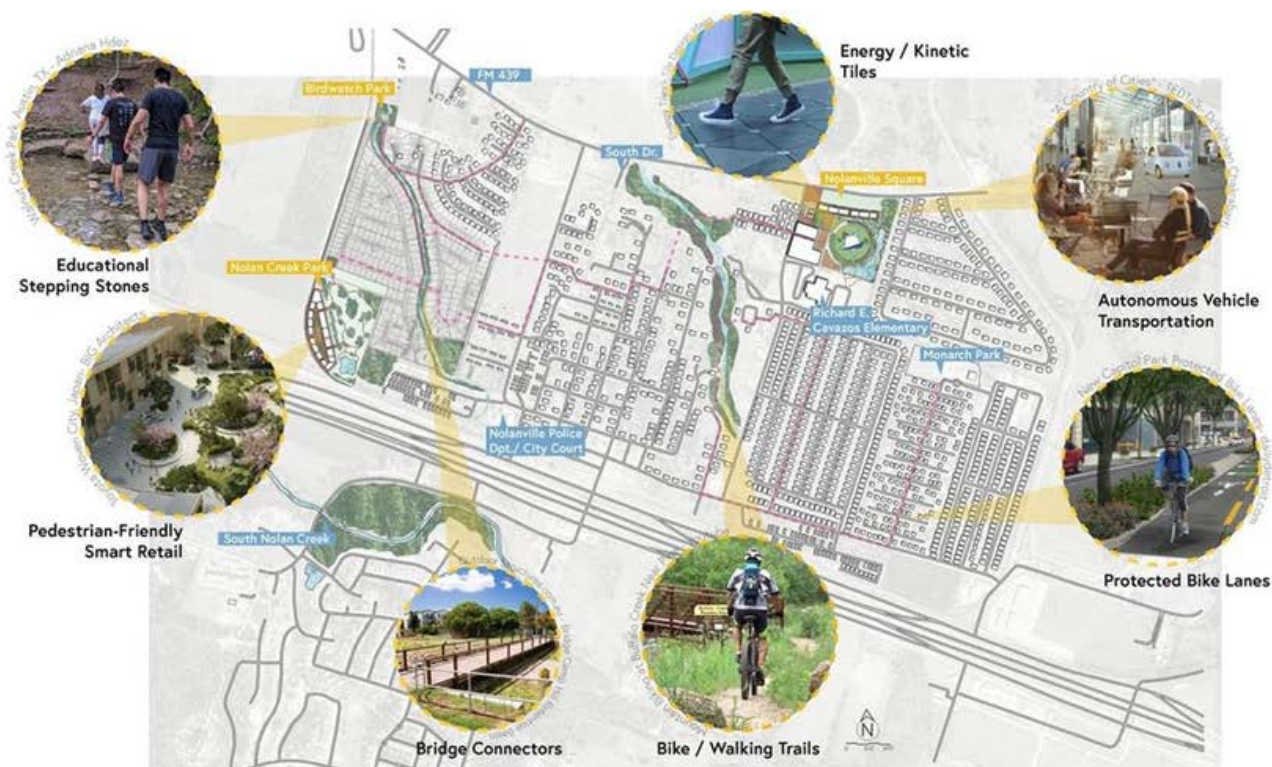 Energy / Kinetic
Tiles
Birdwatch Park
FM 439
South Dr.
Nolanville Square
Educational
Stepping Stones
Nolan Creek Park
Richard E.
Cavazos Elementary
Autonomous Vehicle
Transportation
Monarch Park
Nolanville Police
Dpt./ City Court
Pedestrian-Friendly
Smart Retail
South Nolan Creek
Protected Bike Lanes
Bridge Connectors
Bike / Walking Trails
N